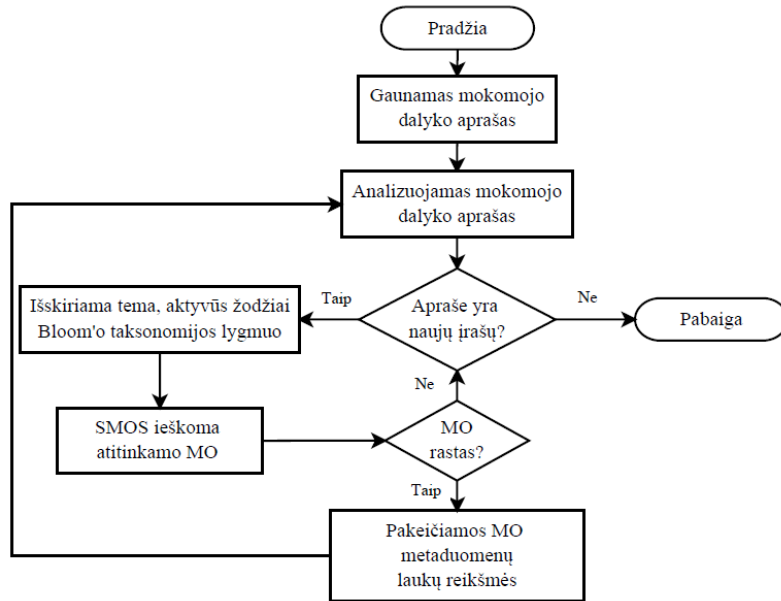 Pradžia
Gaunamas mokomojo
dalyko aprašas
Analizuojamas mokomojo
dalyko aprašas
Išskiriama tema, aktyvūs žodžiai
Bloom'o taksonomijos lygmuo
Taip
Apraše yra
naujų įrašų?
Ne
Pabaiga
Ne
SMOS ieškoma
atitinkamo MO
MO
rastas?
Taip
Pakeičiamos MO
metaduomenų
laukų reikšmės